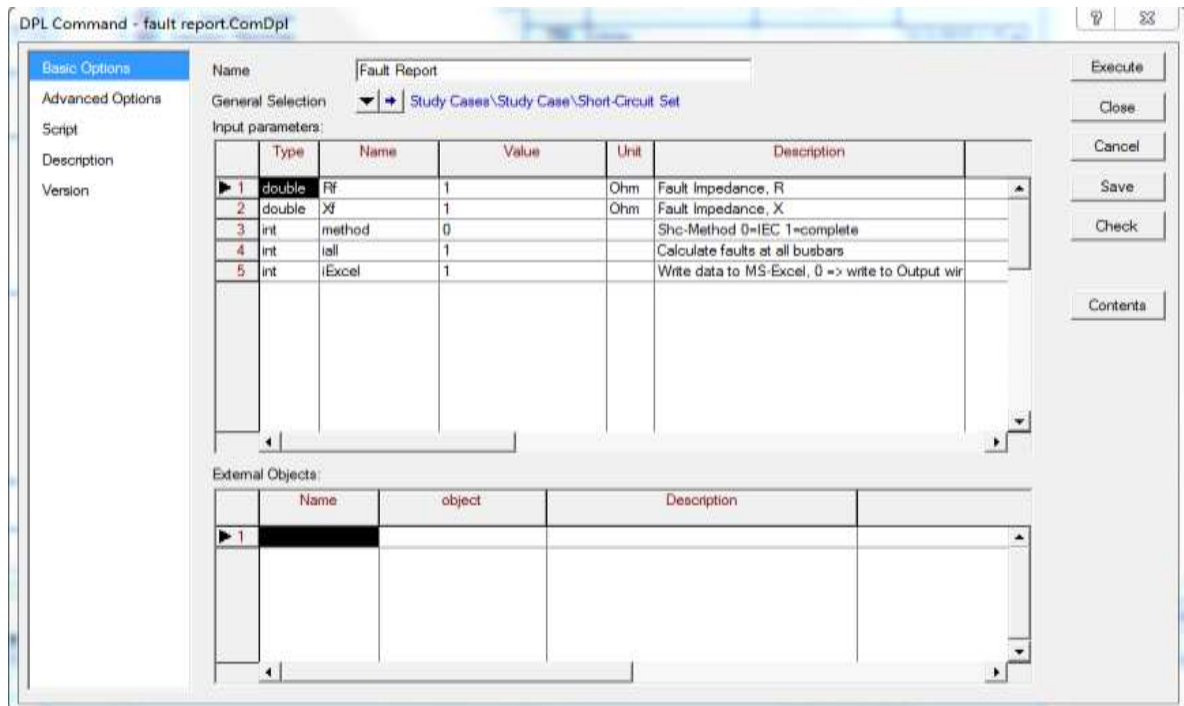 DPL Command - fault report.ComDpl
Basic Options
Advanced Options
Script
Description
Version
Name Fault Report
General Selection Study Cases\Study Case\Short-Circuit Set
Input parameters:
Type Name Value Unit Description
1 double Rf 1 Ohm Fault Impedance, R
2 double Xf 1 Ohm Fault Impedance, X
3 int method 0 Shc-Method 0=IEC 1=complete
4 int iall 1 Calculate faults at all busbars
5 int iExcel 1 Write data to MS-Excel, 0 => write to Output wir
External Objects:
Name object Description
1
Execute
Close
Cancel
Save
Check
Contents